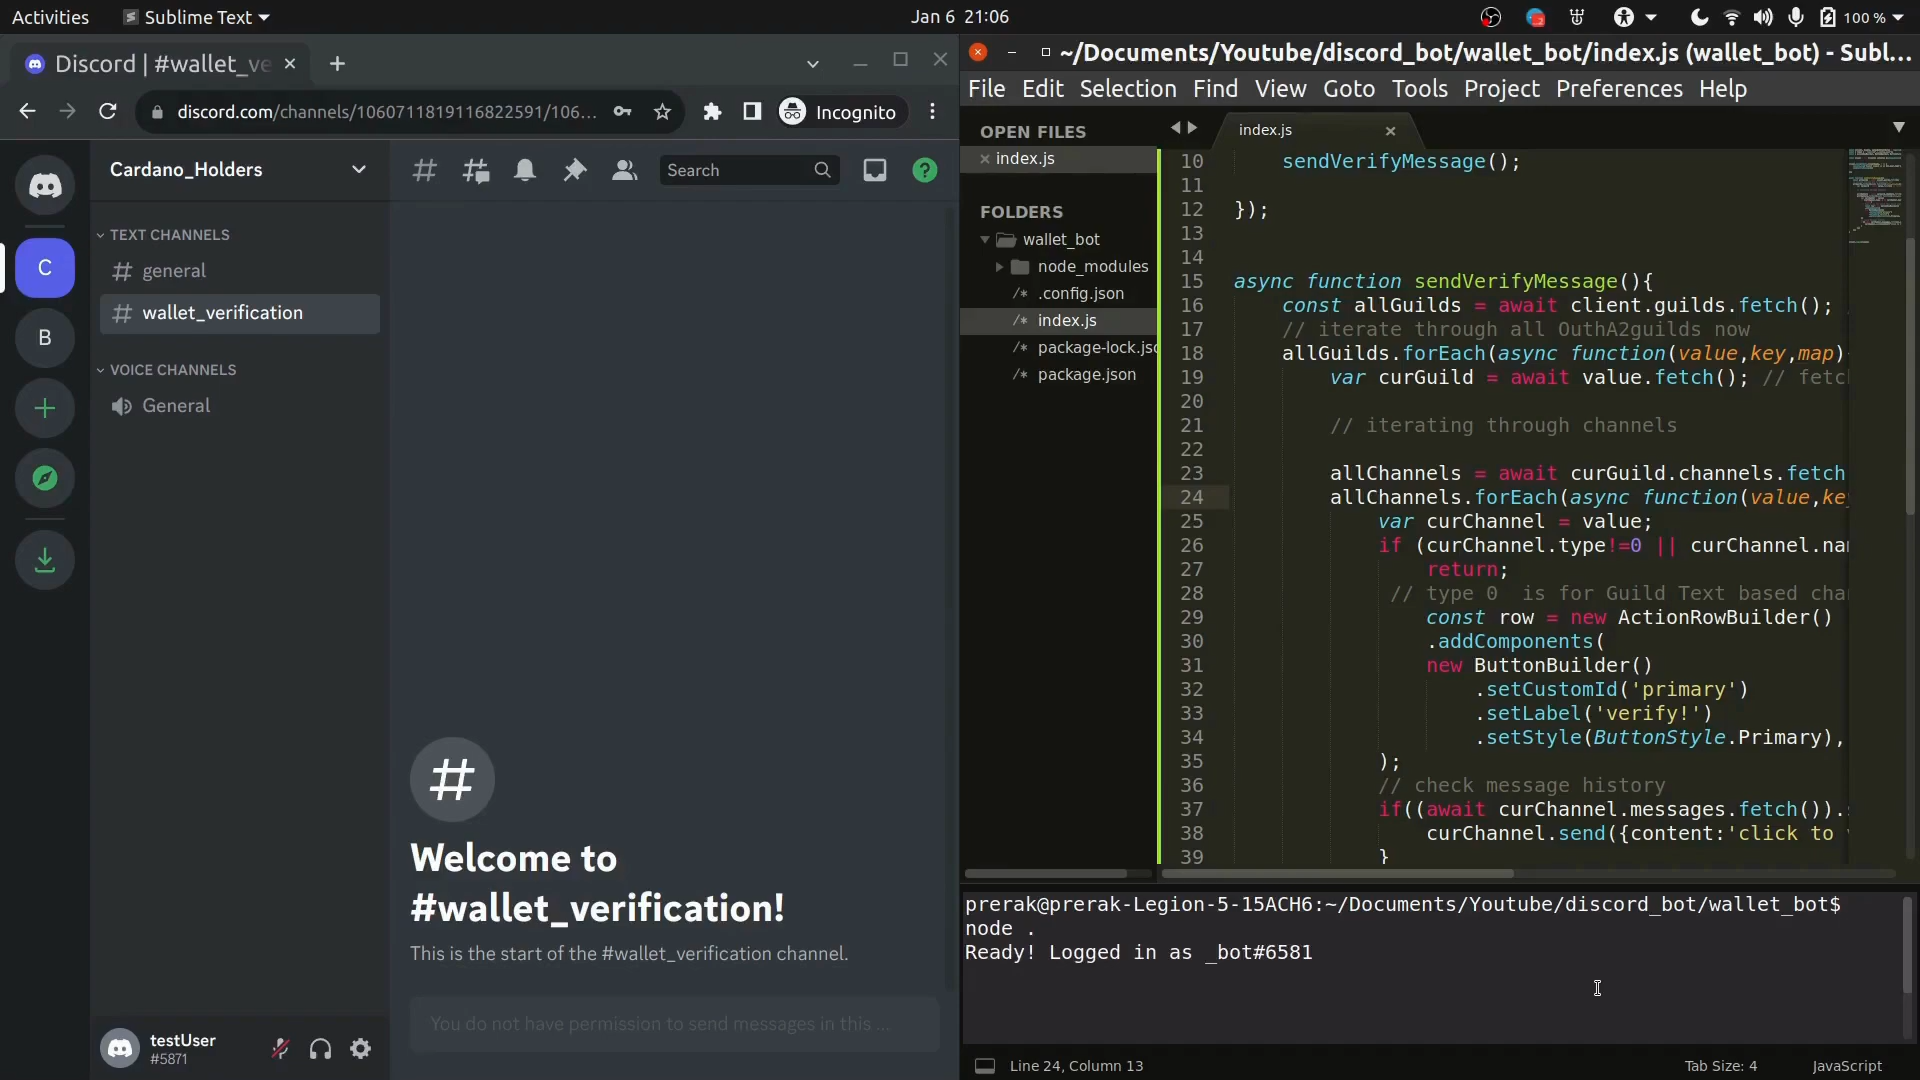 Activities
Sublime Text
Jan 6 21:06
100 %
Discord | #wallet_ve
discord.com/channels/1060711819116822591/106...
Incognito
Cardano_Holders
Search
TEXT CHANNELS
general
wallet_verification
VOICE CHANNELS
General
C
B
Welcome to
#wallet_verification!
This is the start of the #wallet_verification channel.
You do not have permission to send messages in this ...
testUser
#5871
~/Documents/Youtube/discord_bot/wallet_bot/index.js (wallet_bot) - Subl...
File Edit Selection Find View Goto Tools Project Preferences Help
OPEN FILES
index.js
FOLDERS
wallet_bot
node_modules
/* .config.json
/* index.js
/* package-lock.jso
/* package.json
index.js
10 sendVerifyMessage();
11
12 });
13
14
15 async function sendVerifyMessage(){
16 const allGuilds = await client.guilds.fetch();
17 // iterate through all OuthA2guilds now
18 allGuilds.forEach(async function(value,key,map)
19 var curGuild = await value.fetch(); // fetc
20
21 // iterating through channels
22
23 allChannels = await curGuild.channels.fetch
24 allChannels.forEach(async function(value,ke
25 var curChannel = value;
26 if (curChannel.type!=0 || curChannel.na
27 return;
28 // type 0  is for Guild Text based cha
29 const row = new ActionRowBuilder()
30 .addComponents(
31 new ButtonBuilder()
32 .setCustomId('primary')
33 .setLabel('verify!')
34 .setStyle(ButtonStyle.Primary),
35 );
36 // check message history
37 if((await curChannel.messages.fetch()).
38 curChannel.send({content:'click to
39 }
prerak@prerak-Legion-5-15ACH6:~/Documents/Youtube/discord_bot/wallet_bot$
node .
Ready! Logged in as _bot#6581
Line 24, Column 13
Tab Size: 4
JavaScript